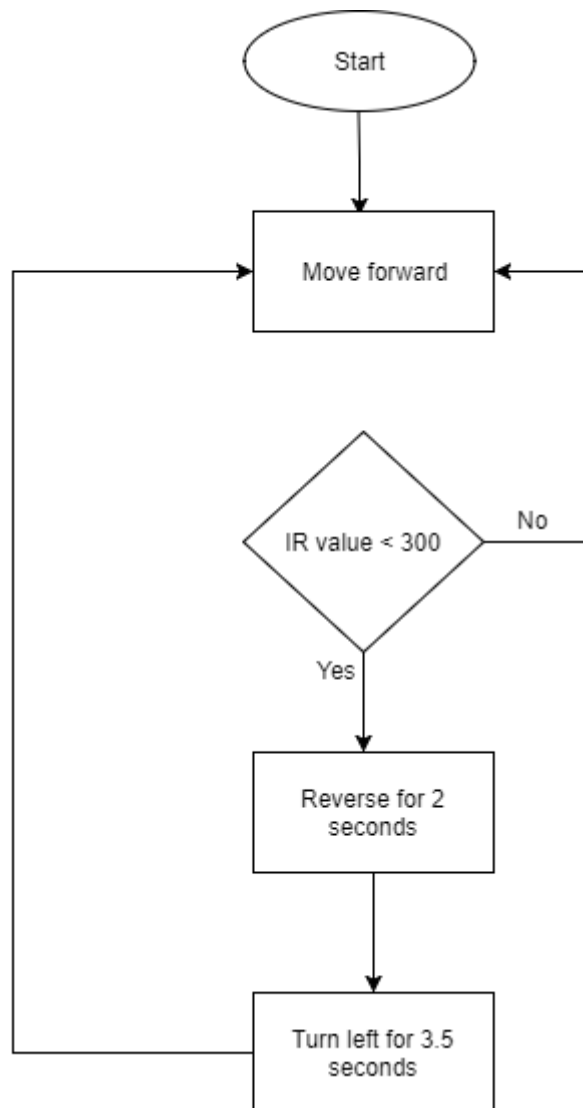 Start
Move forward
IR value < 300
No
Yes
Reverse for 2
seconds
Turn left for 3.5
seconds